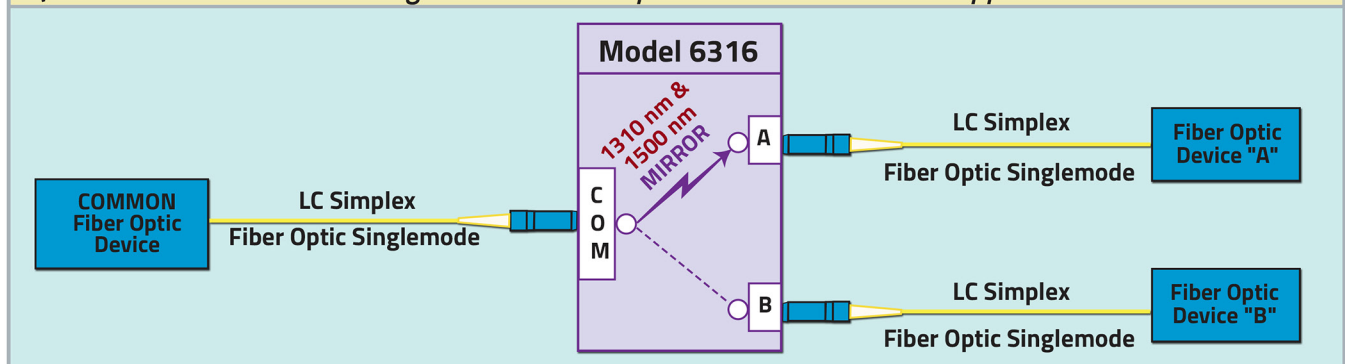 Model 6316
1310 nm &
1500 nm
MIRROR
COM
A
B
COMMON
Fiber Optic
Device
LC Simplex
Fiber Optic Singlemode
LC Simplex
Fiber Optic Singlemode
Fiber Optic
Device "A"
LC Simplex
Fiber Optic Singlemode
Fiber Optic
Device "B"